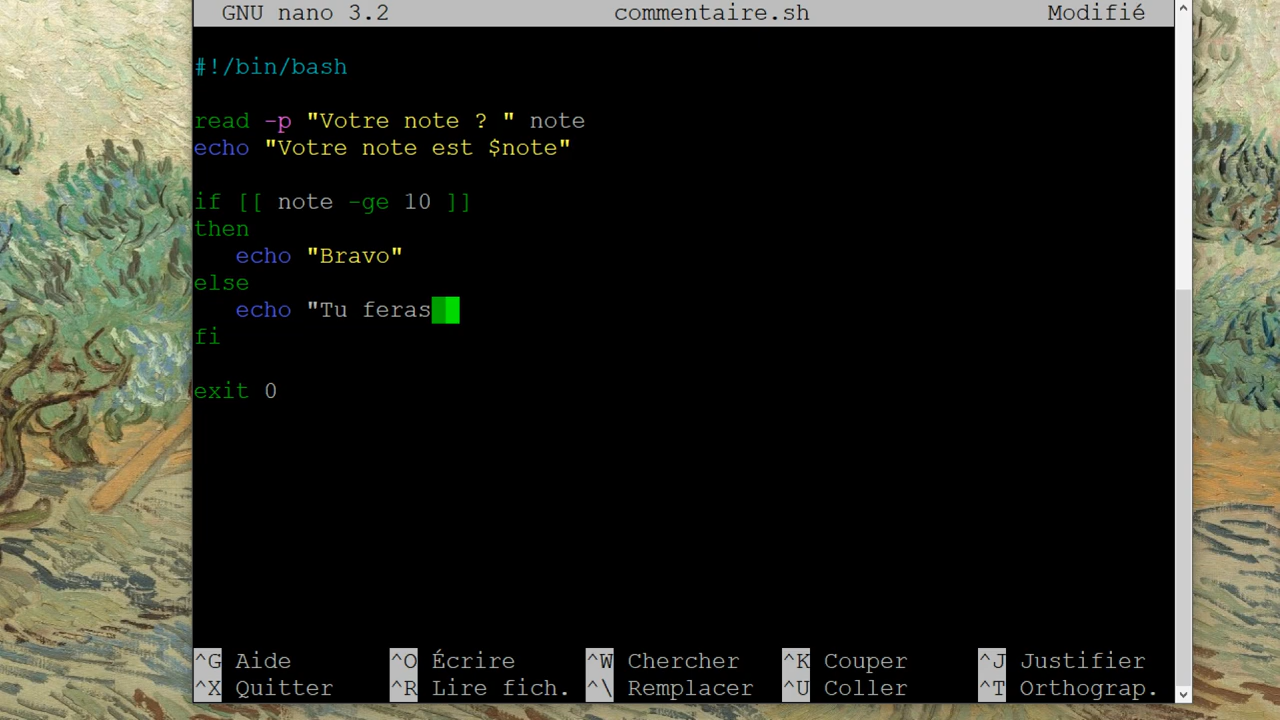 GNU nano 3.2 commentaire.sh Modifié
#!/bin/bash
read -p "Votre note ? " note
echo "Votre note est $note"
if [[ note -ge 10 ]]
then
echo "Bravo"
else
echo "Tu feras
fi
exit 0
^G Aide ^O Écrire ^W Chercher ^K Couper ^J Justifier
^X Quitter ^R Lire fich. ^\ Remplacer ^U Coller ^T Orthograp.